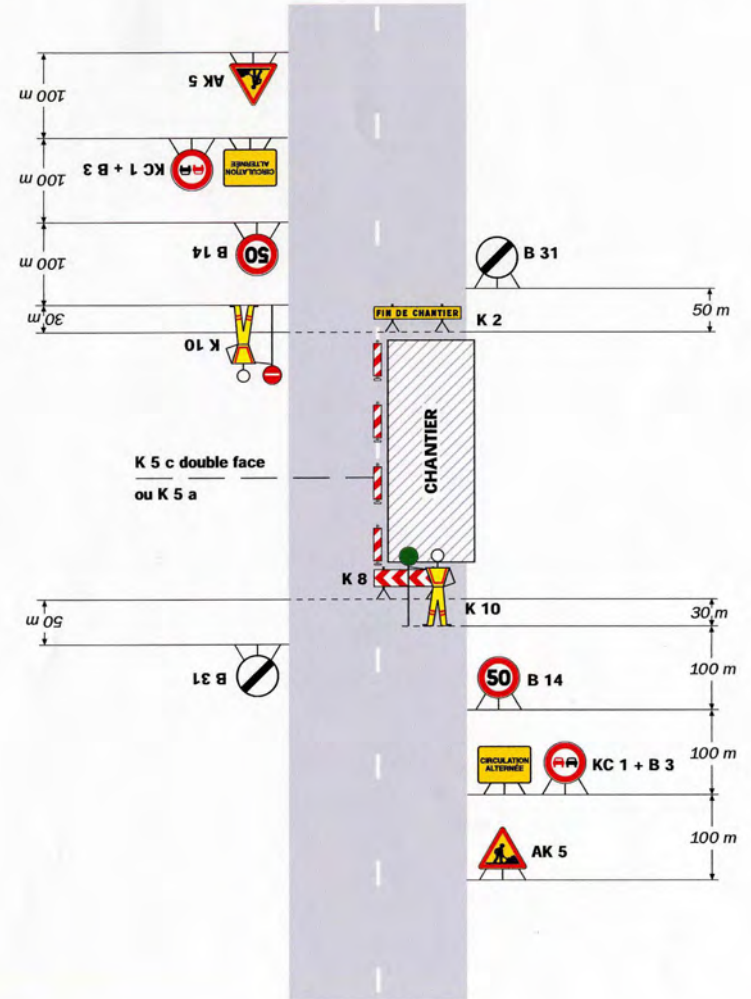 AK 5
100 m
KC 1 + B 3
CIRCULATION
ALTERNÉE
100 m
B 14
50
100 m
B 31
30 m
FIN DE CHANTIER
K 2
50 m
K 10
CHANTIER
K 5 c double face
ou K 5 a
K 8
K 10
50 m
30 m
B 31
50
B 14
100 m
CIRCULATION
ALTERNÉE
KC 1 + B 3
100 m
AK 5
100 m